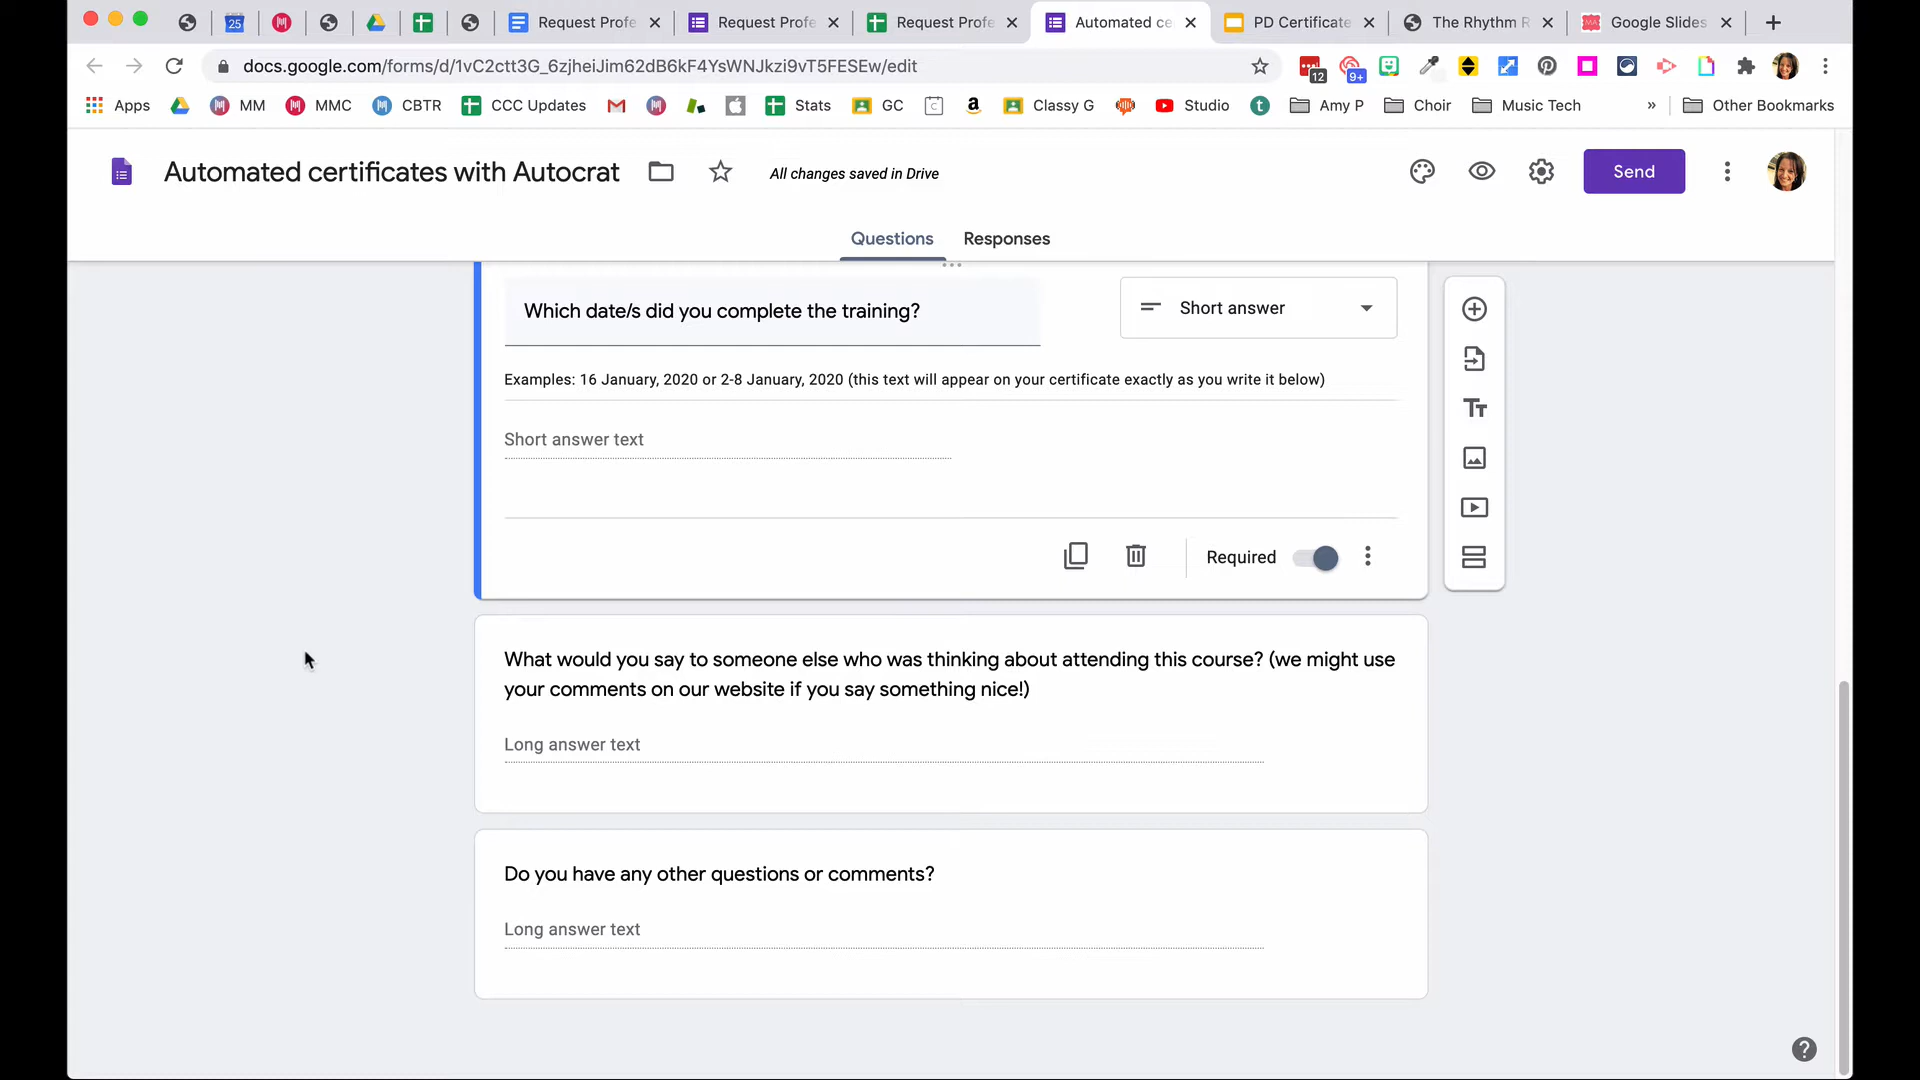 25
Request Profe
Request Profe
Request Profe
Automated ce
PD Certificate
The Rhythm R
Google Slides
docs.google.com/forms/d/1vC2ctt3G_6zjheiJim62dB6kF4YsWNJkzi9vT5FESEw/edit
12
9+
Apps
MM
MMC
CBTR
CCC Updates
Stats
GC
Classy G
Studio
Amy P
Choir
Music Tech
»
Other Bookmarks
Automated certificates with Autocrat
All changes saved in Drive
Send
Questions
Responses
Which date/s did you complete the training?
Short answer
Examples: 16 January, 2020 or 2-8 January, 2020 (this text will appear on your certificate exactly as you write it below)
Short answer text
Required
What would you say to someone else who was thinking about attending this course? (we might use
your comments on our website if you say something nice!)
Long answer text
Do you have any other questions or comments?
Long answer text